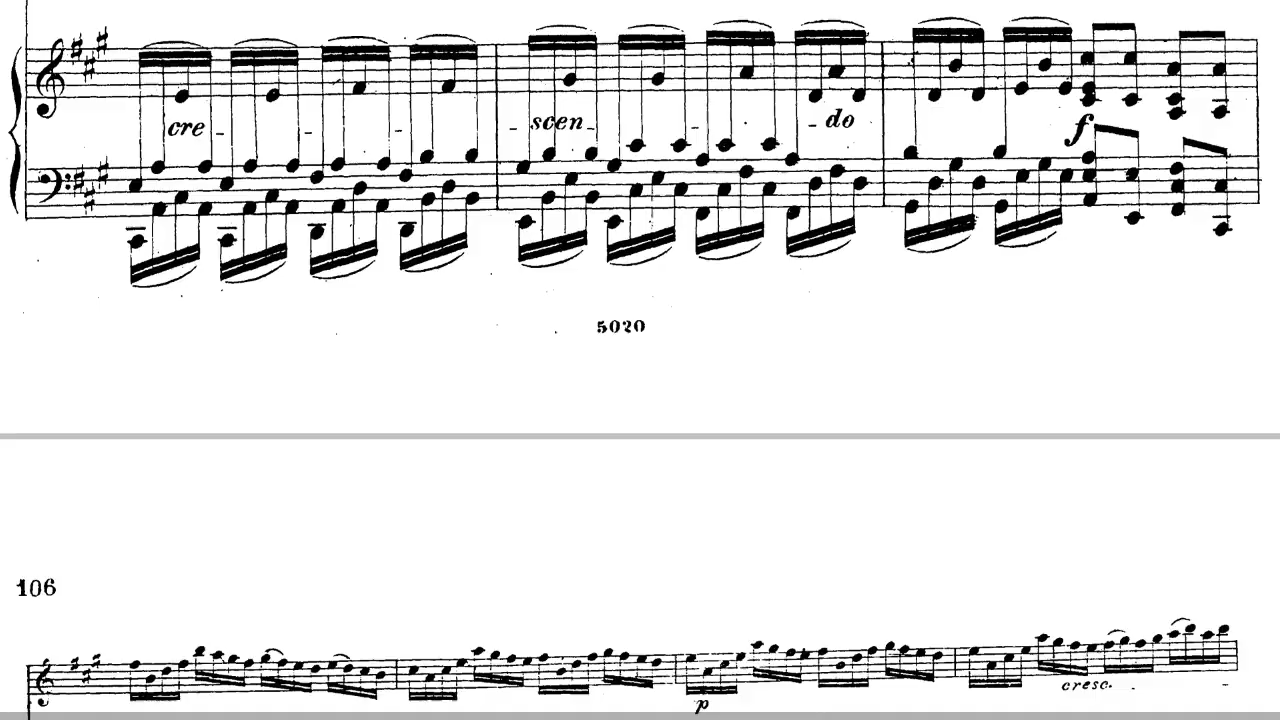 cre - - - - scen - - - do
f
5020
106
p
cresc. -